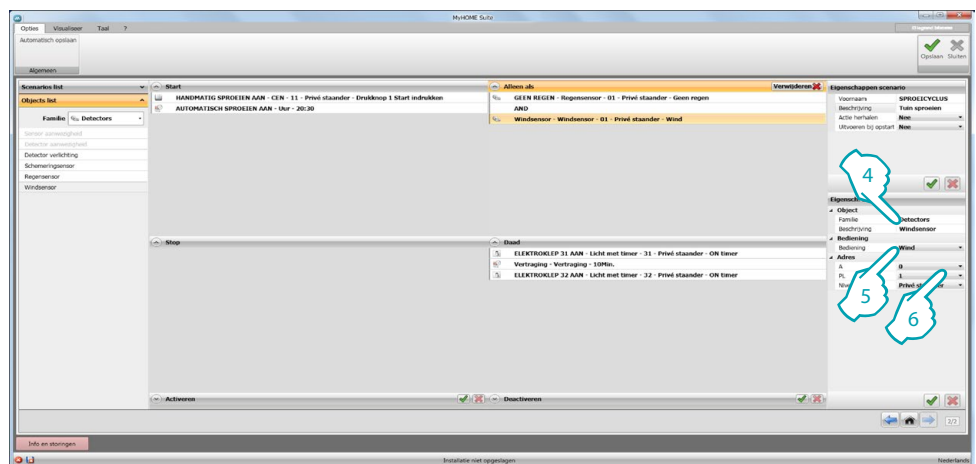 MyHOME Suite
Opties Visualiseer Taal ?
Automatisch opslaan
Opslaan Sluiten
Algemeen
Scenarios list
Objects list
Familie Detectors
Sensor aanwezigheid
Detector aanwezigheid
Detector verlichting
Schemeringsensor
Regensensor
Windsensor
Start
HANDMATIG SPROEIEN AAN - CEN - 11 - Privé staander - Drukknop 1 Start indrukken
AUTOMATISCH SPROEIEN AAN - Uur - 20:30
Alleen als Verwijderen
GEEN REGEN - Regensensor - 01 - Privé staander - Geen regen
AND
Windsensor - Windsensor - 01 - Privé staander - Wind
Stop
Daad
ELEKTROKLEP 31 AAN - Licht met timer - 31 - Privé staander - ON timer
Vertraging - Vertraging - 10Min.
ELEKTROKLEP 32 AAN - Licht met timer - 32 - Privé staander - ON timer
Activeren
Deactiveren
Eigenschappen scenario
Voornaam SPROEICYCLUS
Beschrijving Tuin sproeien
Actie herhalen Nee
Uitvoeren bij opstart Nee
4
Object
Familie Detectors
Beschrijving Windsensor
Bediening
Bediening Wind
Adres
A 0
PL 1
5
6
2/2
Info en storingen
Installatie niet opgeslagen
Nederlands